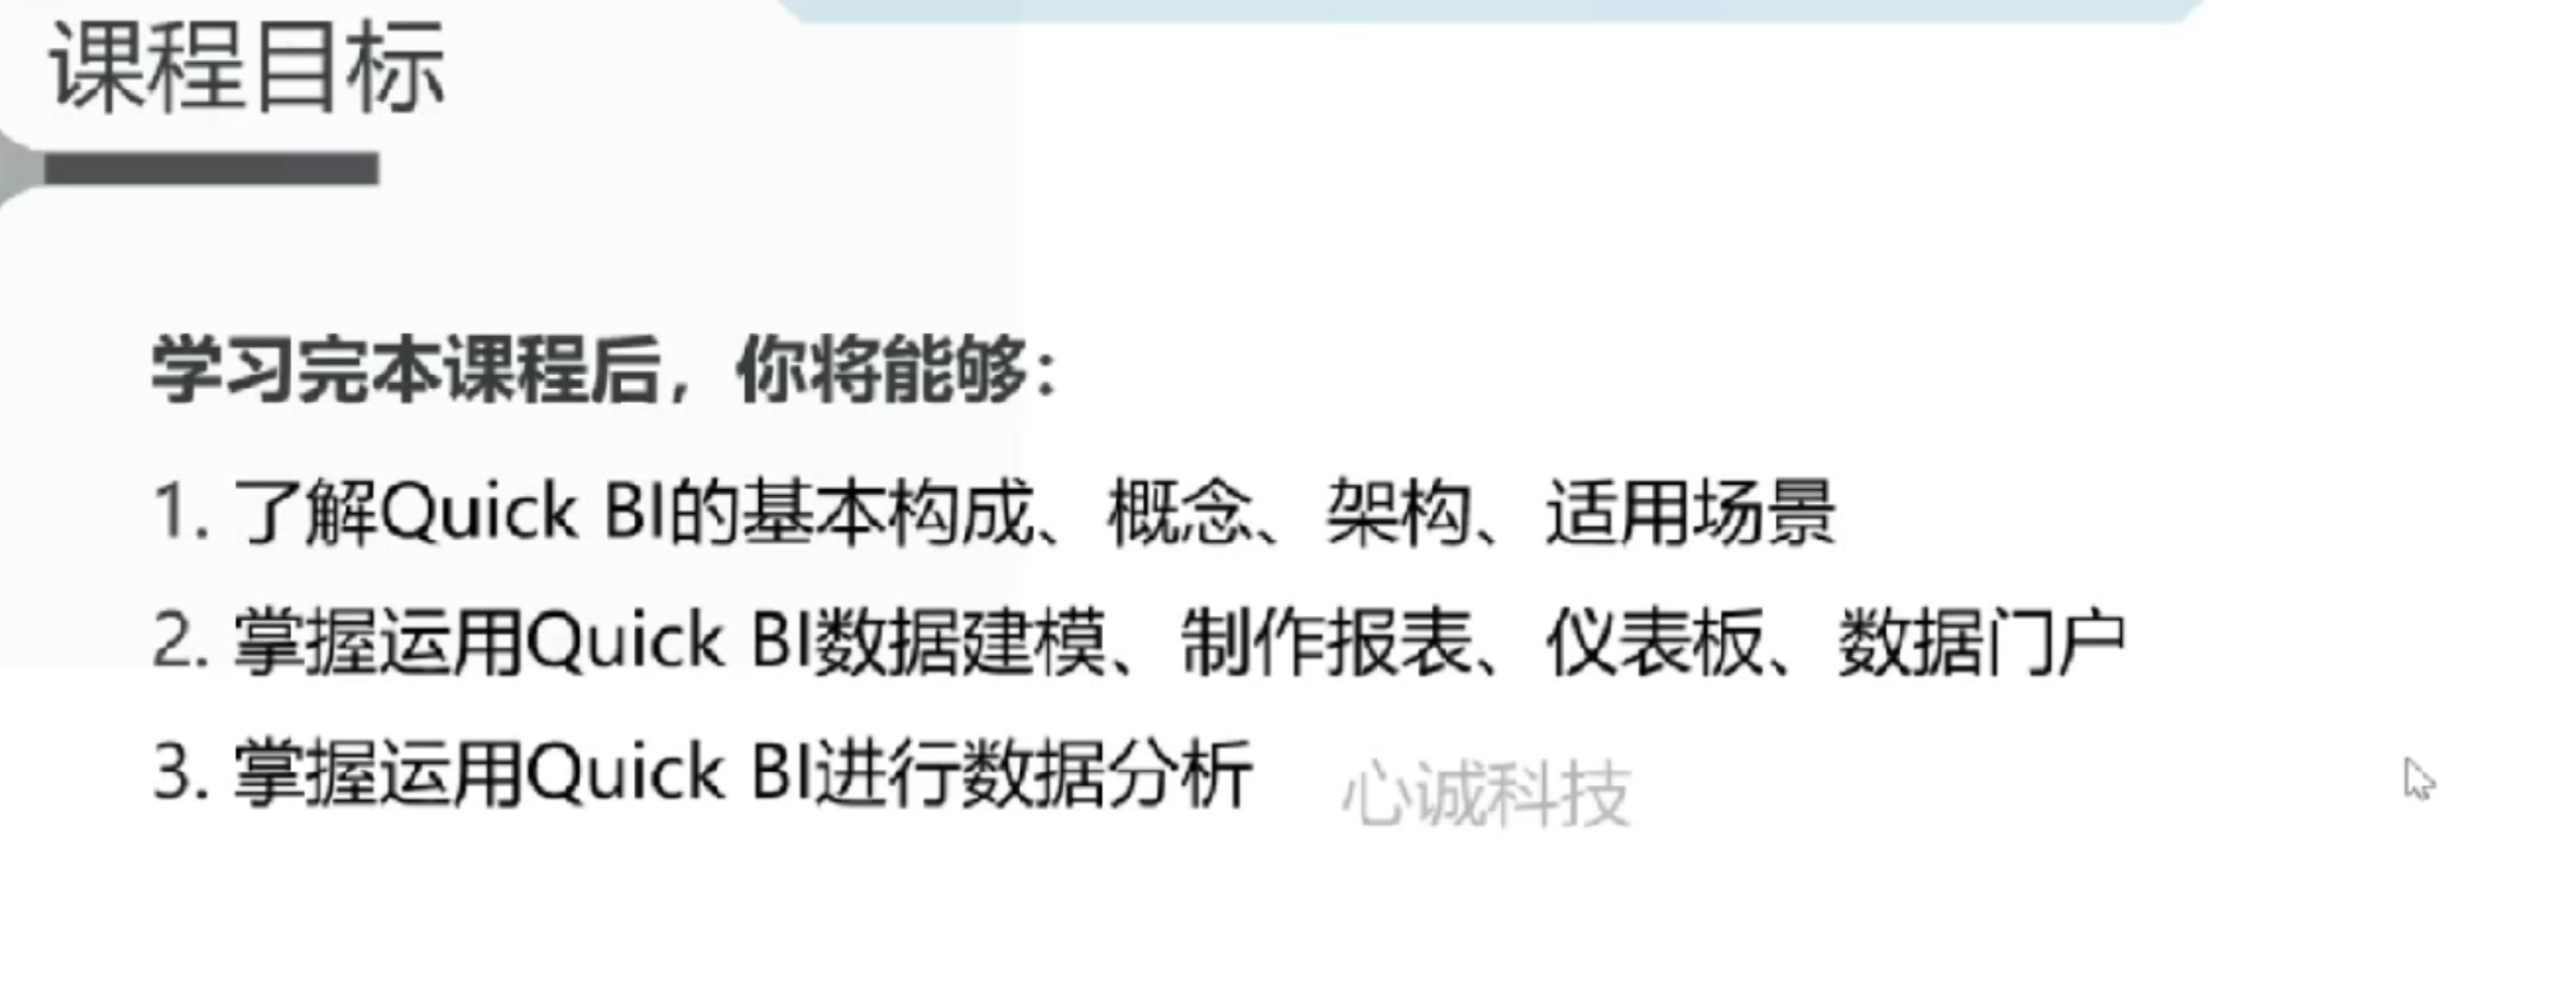 课程目标
学习完本课程后，你将能够：
1. 了解Quick BI的基本构成、概念、架构、适用场景
2. 掌握运用Quick BI数据建模、制作报表、仪表板、数据门户
3. 掌握运用Quick BI进行数据分析
心诚科技